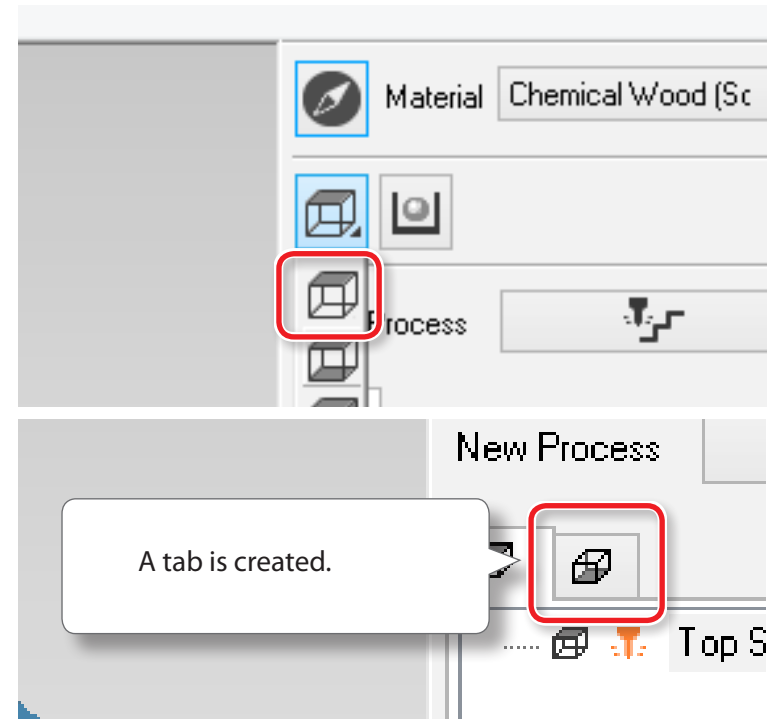 Material Chemical Wood (Sc
Process
New Process
A tab is created.
Top S